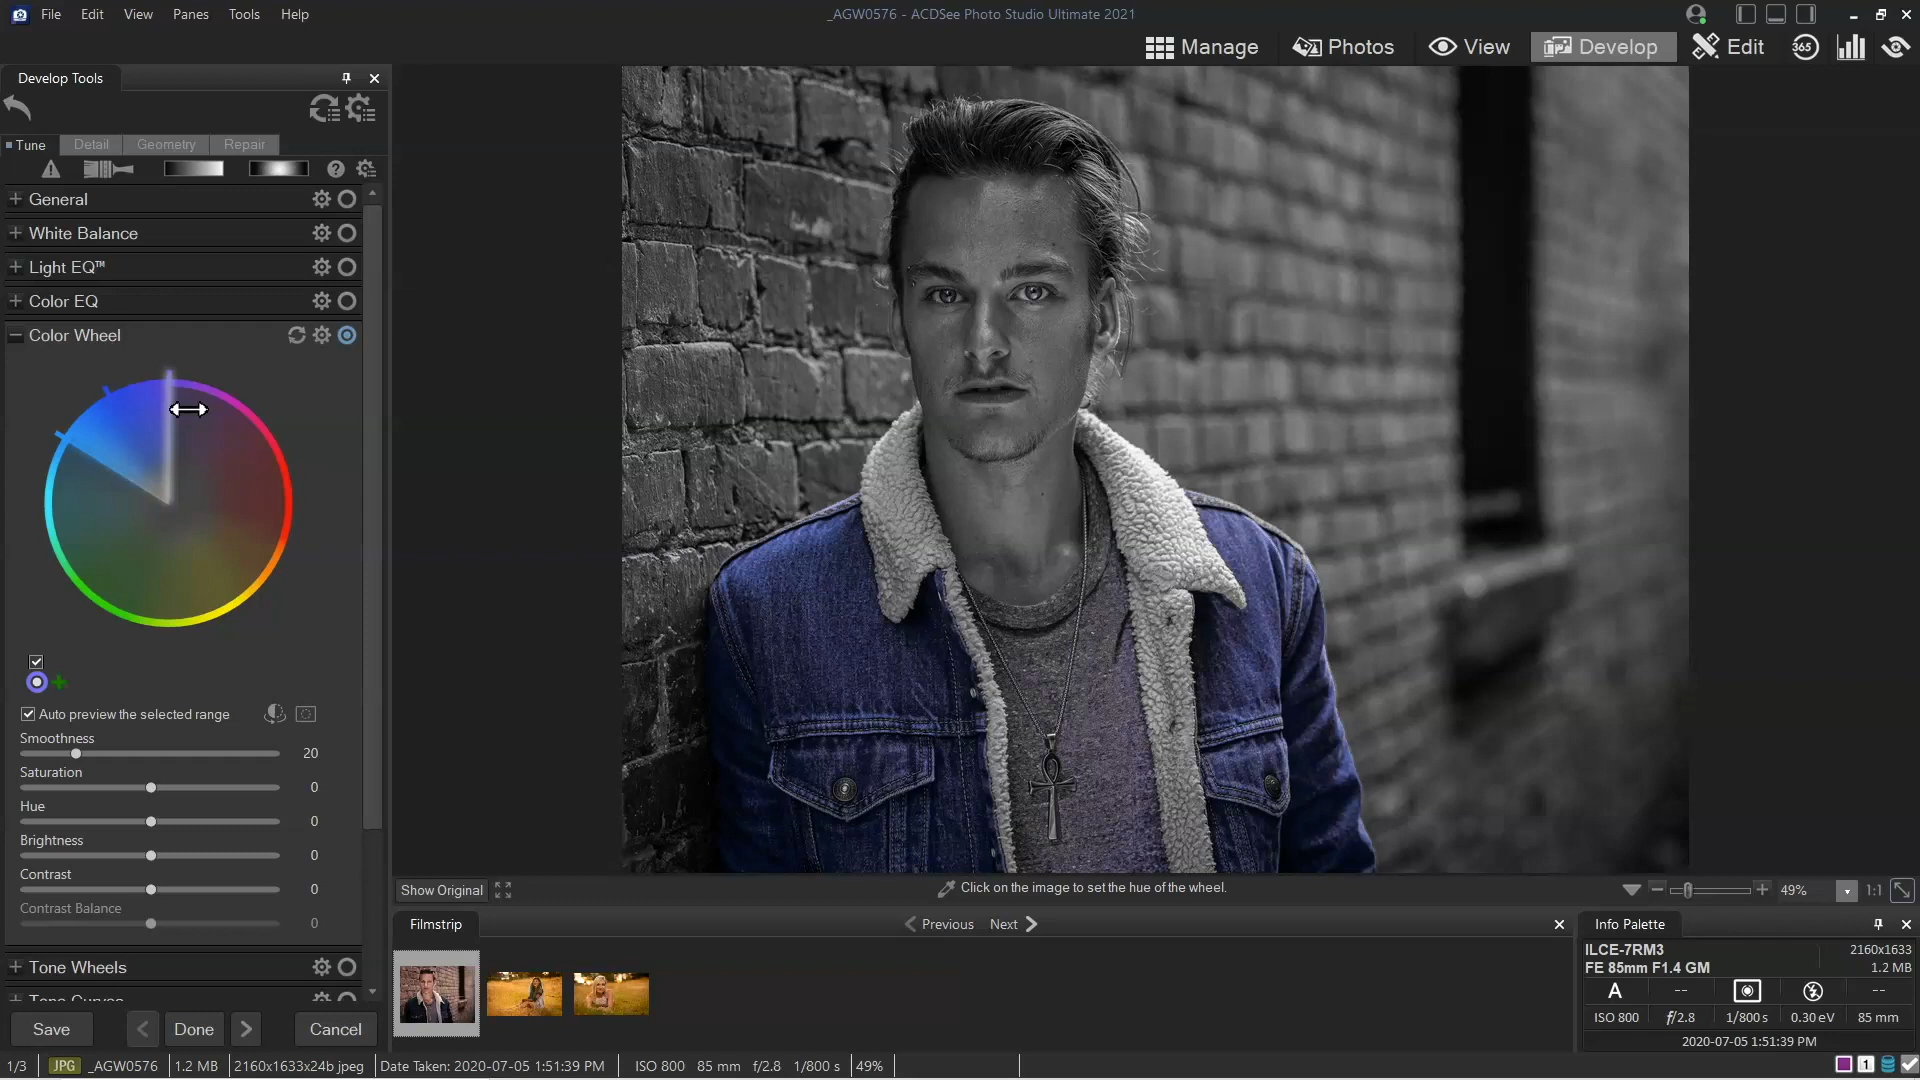 File Edit View Panes Tools Help
_AGW0576 - ACDSee Photo Studio Ultimate 2021
Manage Photos View Develop Edit 365
Develop Tools
Tune Detail Geometry Repair
General
White Balance
Light EQ™
Color EQ
Color Wheel
Auto preview the selected range
Smoothness
20
Saturation
0
Hue
0
Brightness
0
Contrast
0
Contrast Balance
0
Tone Wheels
Tone Curves
Save Done Cancel
Show Original
Click on the image to set the hue of the wheel.
49% 1:1
Filmstrip
Previous Next
Info Palette
ILCE-7RM3 2160x1633
FE 85mm F1.4 GM 1.2 MB
A -- --
ISO 800 f/2.8 1/800 s 0.30 eV 85 mm
2020-07-05 1:51:39 PM
1/3 JPG _AGW0576 1.2 MB 2160x1633x24b jpeg Date Taken: 2020-07-05 1:51:39 PM ISO 800 85 mm f/2.8 1/800 s 49% 1